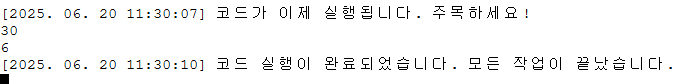 [2025. 06. 20 11:30:07] 코드가 이제 실행됩니다. 주목하세요!
30
6
[2025. 06. 20 11:30:10] 코드 실행이 완료되었습니다. 모든 작업이 끝났습니다.